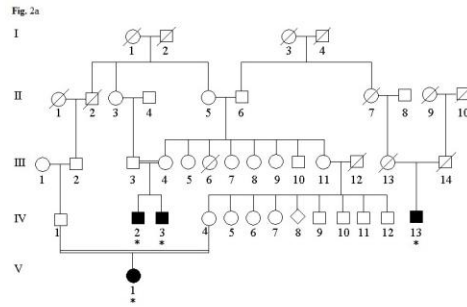 Fig. 2a
I
1 2 3 4
II
1 2 3 4 5 6 7 8 9 10
III
1 2 3 4 5 6 7 8 9 10 11 12 13 14
IV
1 2 3 4 5 6 7 8 9 10 11 12 13
* * *
V
1
*